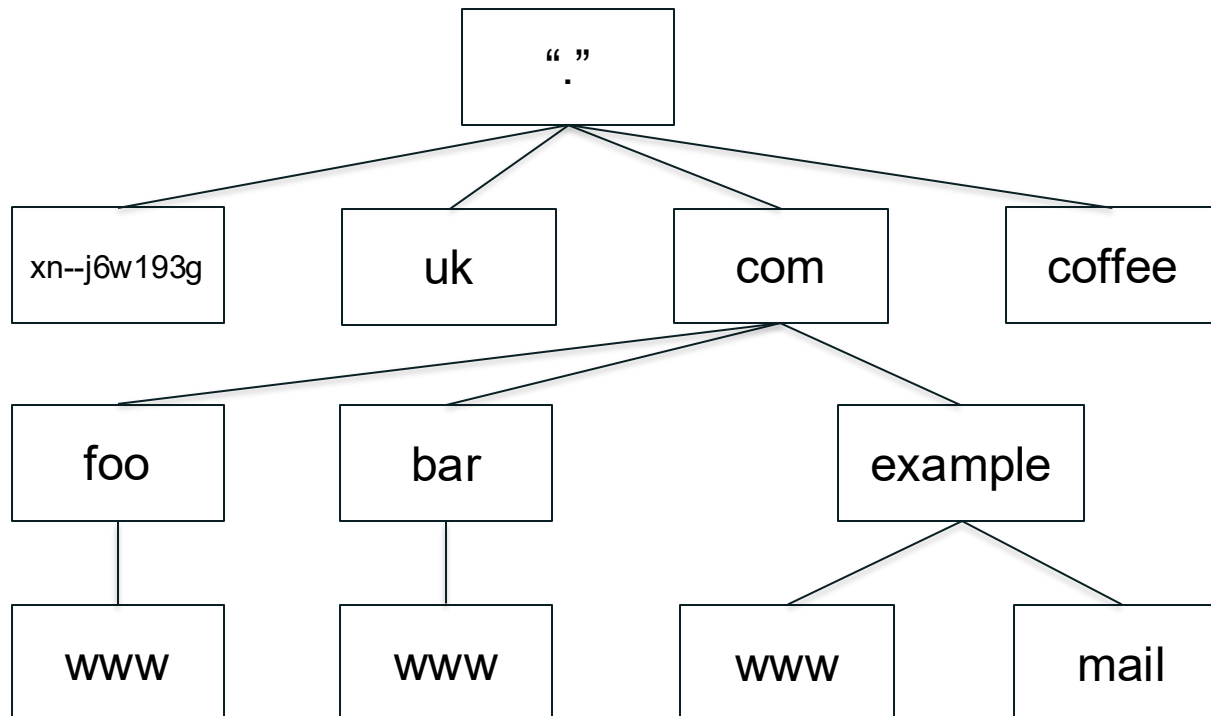 “.”
xn--j6w193g
uk
com
coffee
foo
bar
example
www
www
www
mail